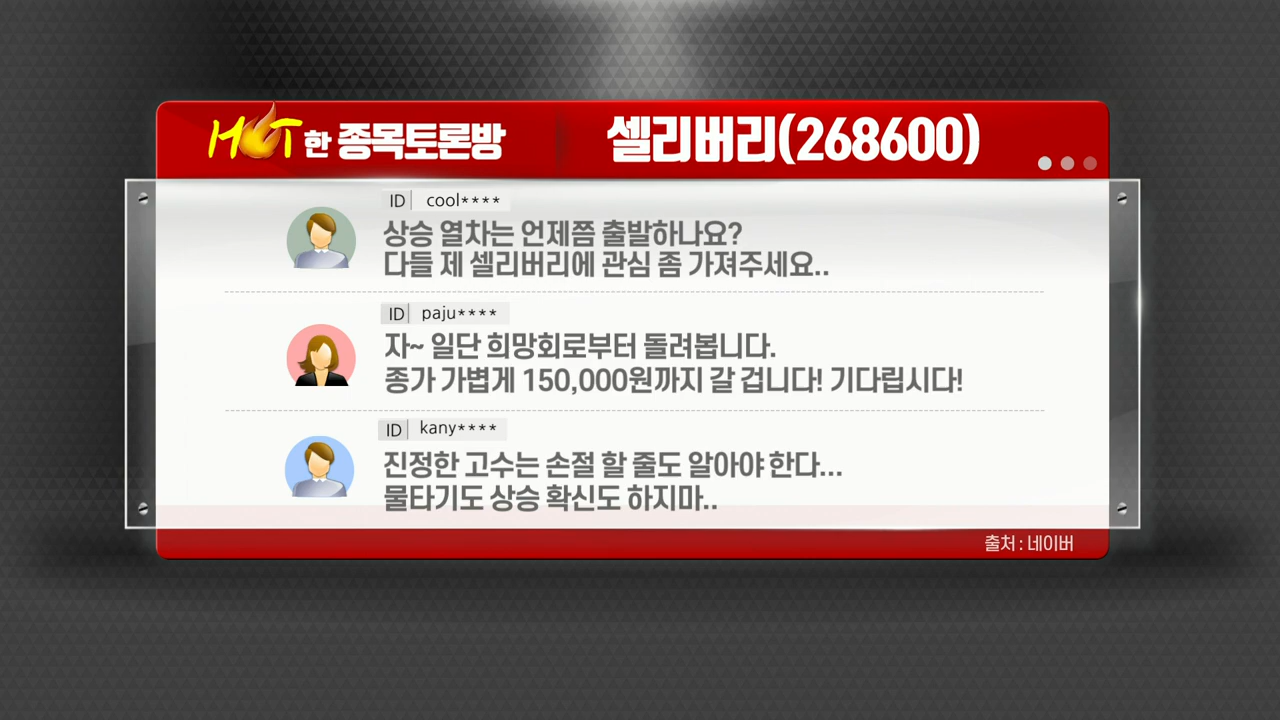 HOT한 종목토론방
셀리버리(268600)
ID cool****
상승 열차는 언제쯤 출발하나요?
다들 제 셀리버리에 관심 좀 가져주세요..
ID paju****
자~ 일단 희망회로부터 돌려봅니다.
종가 가볍게 150,000원까지 갈 겁니다! 기다립시다!
ID kany****
진정한 고수는 손절 할 줄도 알아야 한다...
물타기도 상승 확신도 하지마..
출처 : 네이버